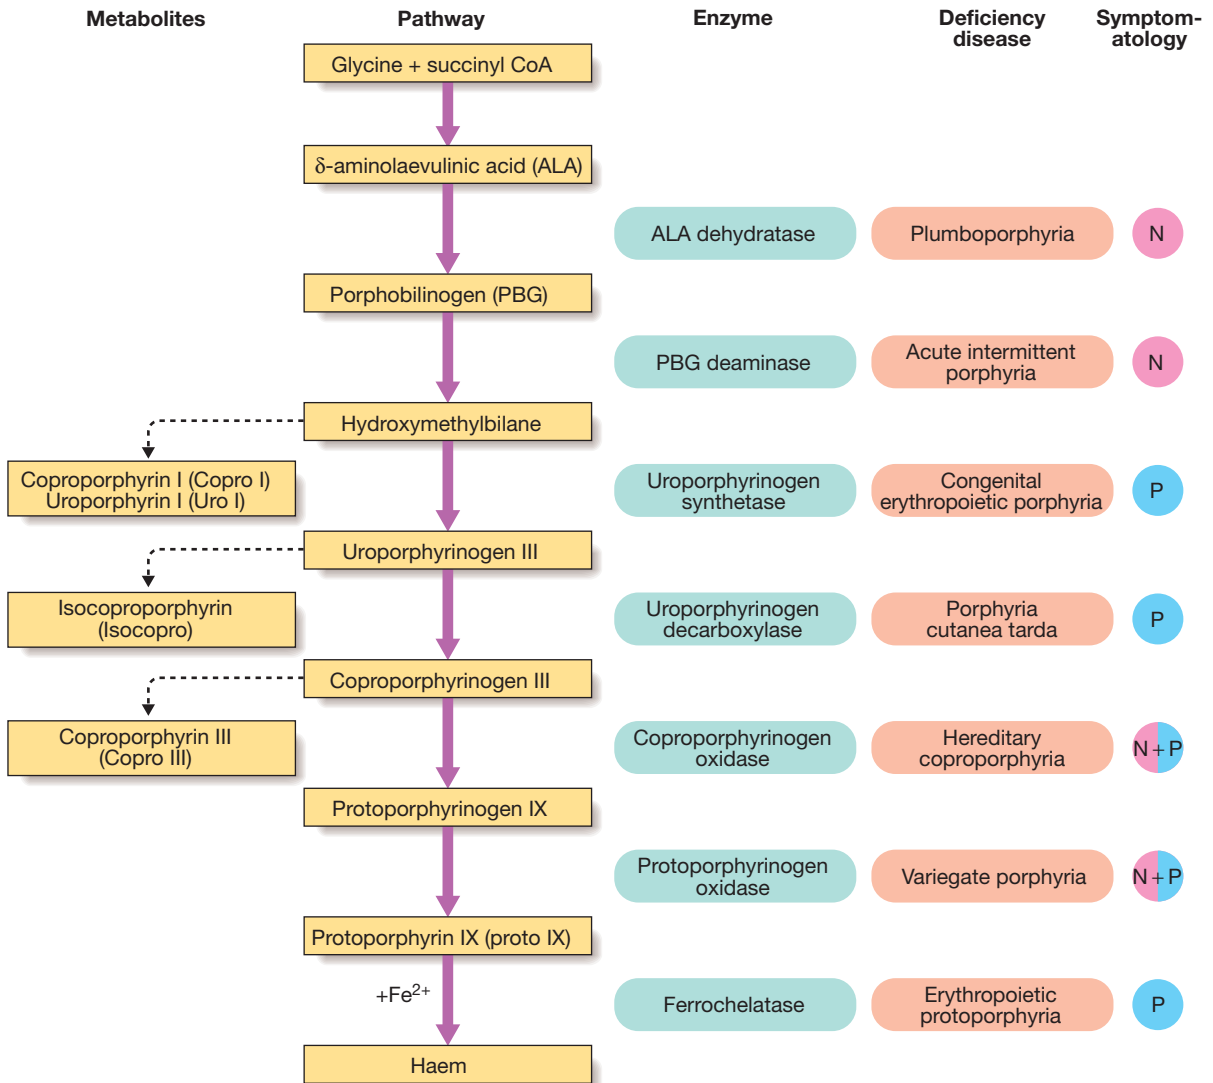 Metabolites
Pathway
Enzyme
Deficiency
disease
Symptom-
atology
Glycine + succinyl CoA
δ-aminolaevulinic acid (ALA)
ALA dehydratase
Plumboporphyria
N
Porphobilinogen (PBG)
PBG deaminase
Acute intermittent
porphyria
N
Hydroxymethylbilane
Coproporphyrin I (Copro I)
Uroporphyrin I (Uro I)
Uroporphyrinogen
synthetase
Congenital
erythropoietic porphyria
P
Uroporphyrinogen III
Isocoproporphyrin
(Isocopro)
Uroporphyrinogen
decarboxylase
Porphyria
cutanea tarda
P
Coproporphyrinogen III
Coproporphyrin III
(Copro III)
Coproporphyrinogen
oxidase
Hereditary
coproporphyria
N + P
Protoporphyrinogen IX
Protoporphyrinogen
oxidase
Variegate porphyria
N + P
Protoporphyrin IX (proto IX)
+Fe²⁺
Ferrochelatase
Erythropoietic
protoporphyria
P
Haem